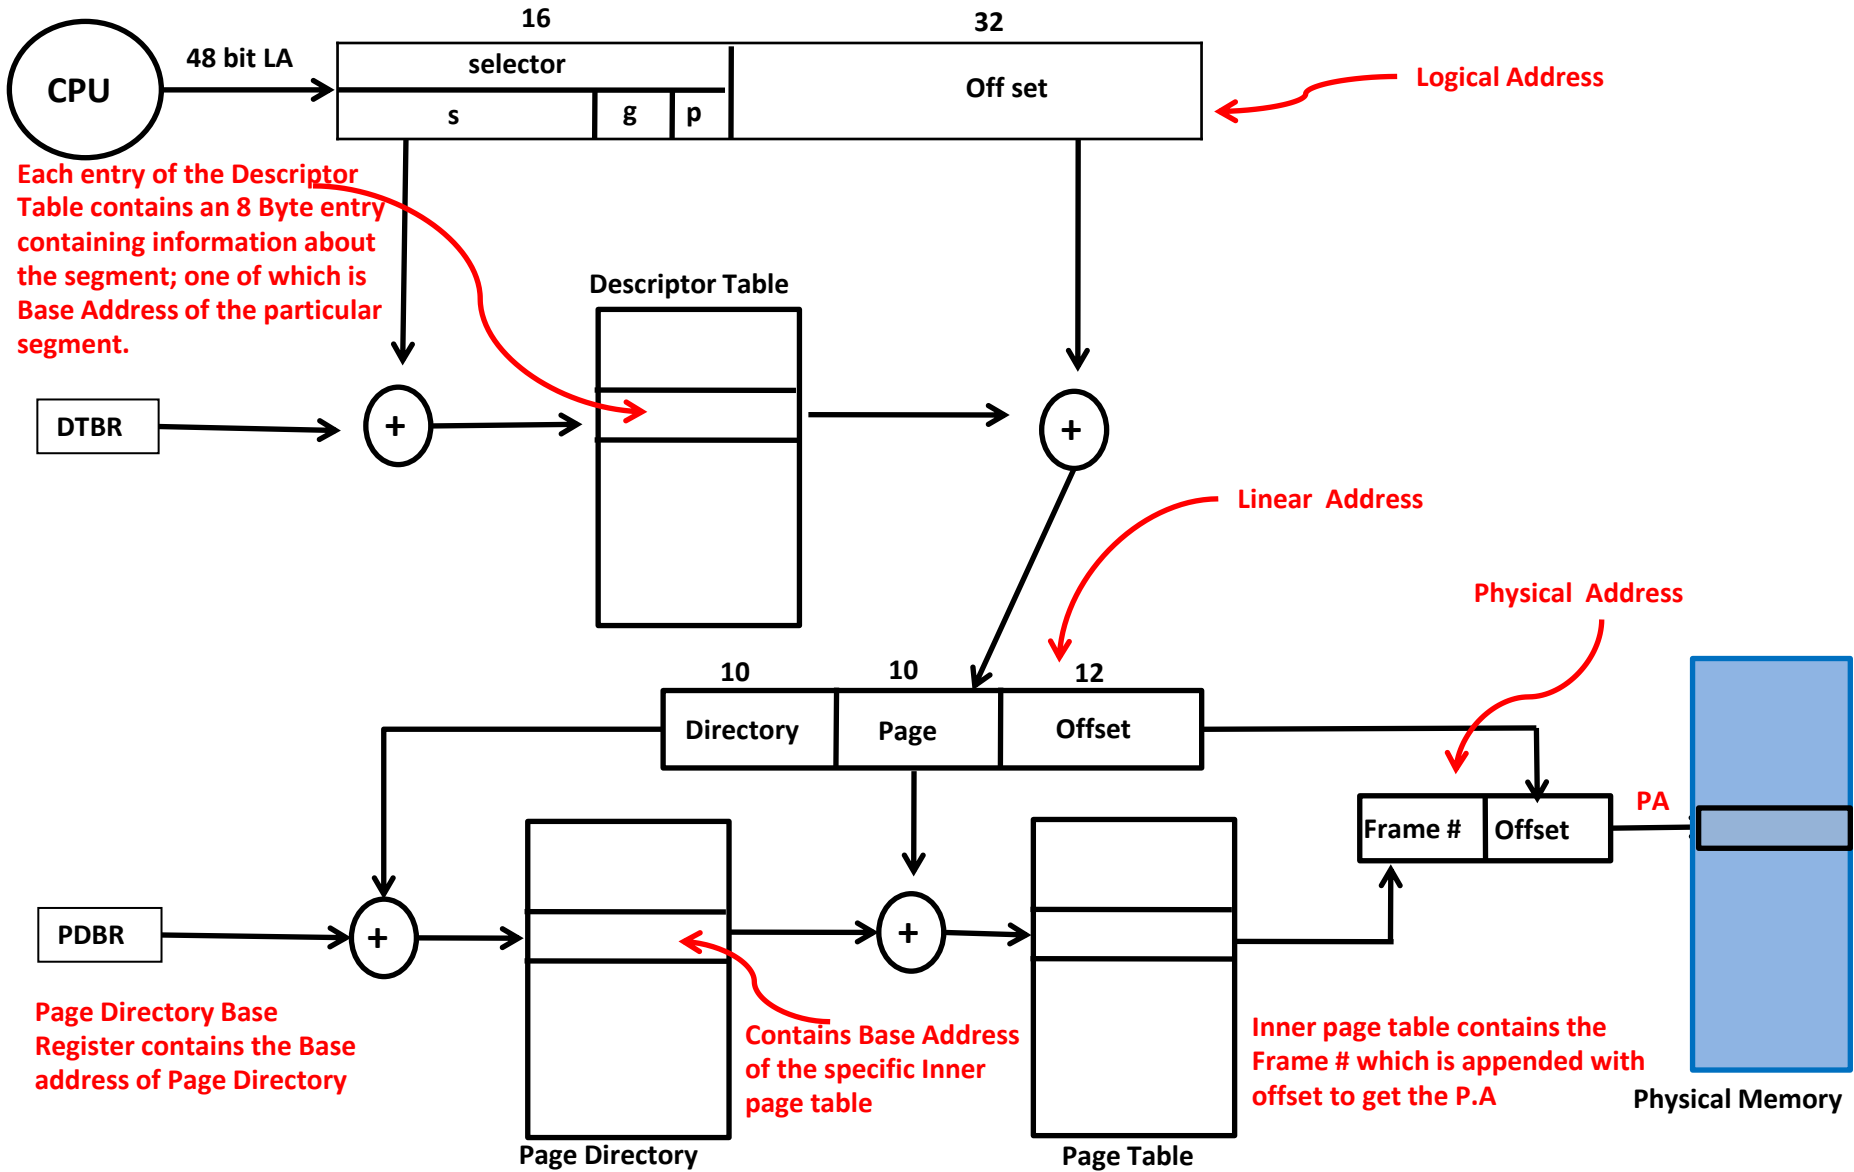 16
32
48 bit LA
CPU
selector
Off set
s
g
p
Logical Address
Each entry of the Descriptor
Table contains an 8 Byte entry
containing information about
the segment; one of which is
Base Address of the particular
segment.
Descriptor Table
DTBR
+
+
Linear Address
Physical Address
10
10
12
Directory
Page
Offset
PA
Frame #
Offset
PDBR
+
+
Page Directory Base
Register contains the Base
address of Page Directory
Contains Base Address
of the specific Inner
page table
Inner page table contains the
Frame # which is appended with
offset to get the P.A
Physical Memory
Page Directory
Page Table